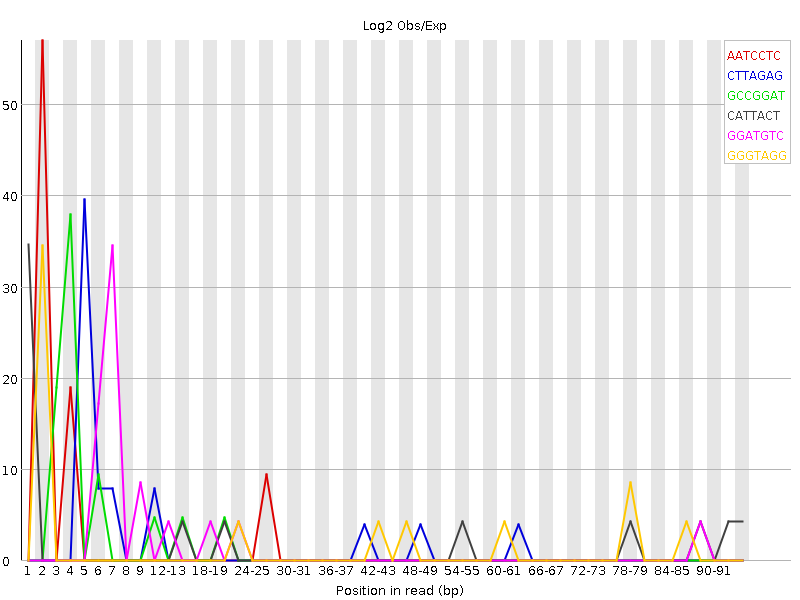 Log2 Obs/Exp
AATCCTC
CTTAGAG
GCCGGAT
CATTACT
GGATGTC
GGGTAGG
50
40
30
20
10
0
1 2 3 4 5 6 7 8 9 12-13 18-19 24-25 30-31 36-37 42-43 48-49 54-55 60-61 66-67 72-73 78-79 84-85 90-91
Position in read (bp)